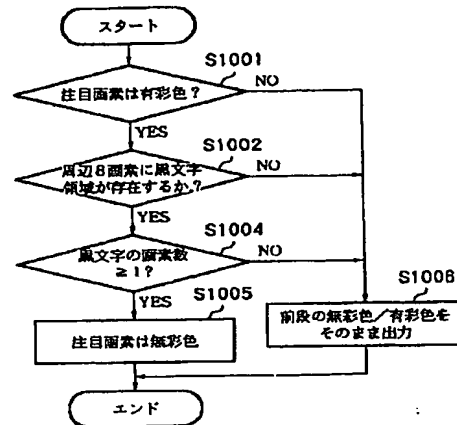 スタート
S1001
注目画素は有彩色?
NO
YES
S1002
周辺8画素に黒文字
領域が存在するか?
NO
YES
S1004
黒文字の画素数
≧1?
NO
YES
S1005
注目画素は無彩色
S1006
前段の無彩色/有彩色を
そのまま出力
エンド